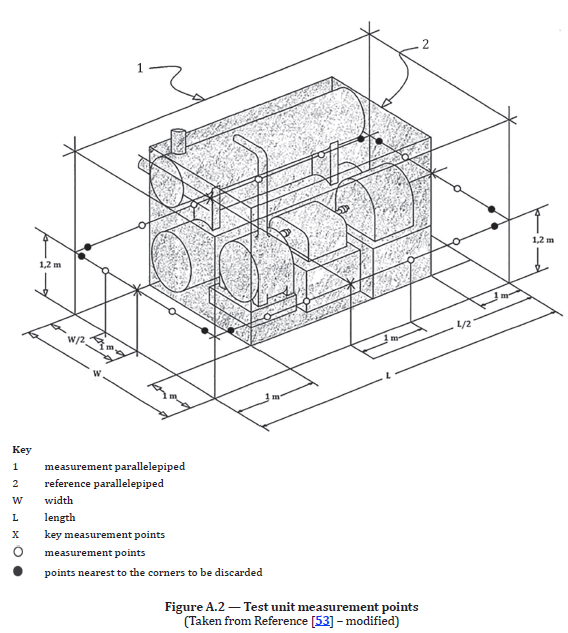 1
2
1,2 m
1,2 m
1 m
W/2
1 m
L/2
1 m
W
L
1 m
1 m
Key
1 measurement parallelepiped
2 reference parallelepiped
W width
L length
X key measurement points
measurement points
points nearest to the corners to be discarded
Figure A.2 — Test unit measurement points
(Taken from Reference [53] – modified)